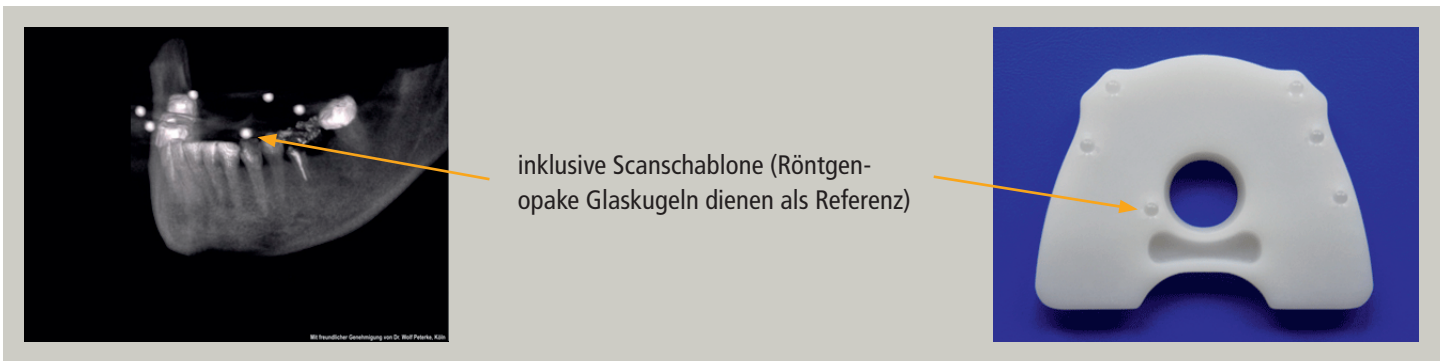 inklusive Scanschablone (Röntgen-
opake Glaskugeln dienen als Referenz)
Mit freundlicher Genehmigung von Dr. Wolf Peterke, Köln